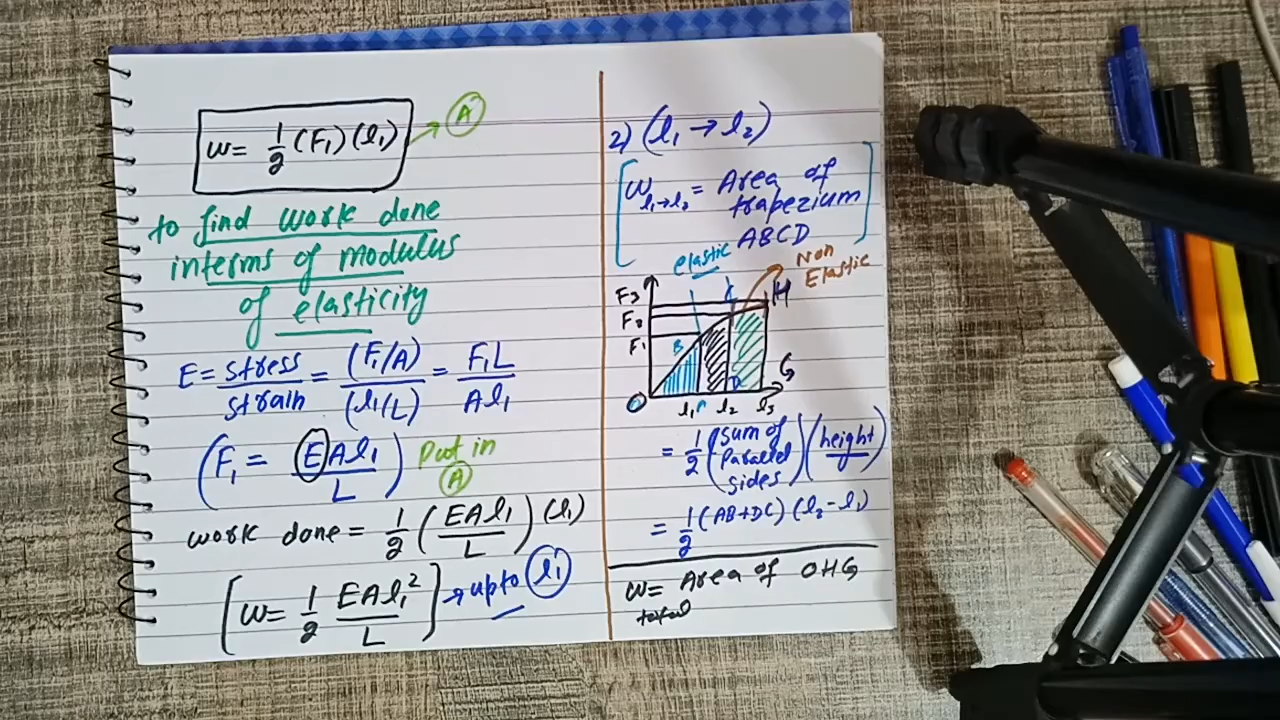 W = 1/2 (F₁) (l₁) → A
to find work done
interms of modulus
of elasticity
E = stress/strain = (F₁/A)/(l₁/L) = F₁L/Al₁
(F₁ = EAl₁/L) Put in
A
work done = 1/2 (EAl₁/L) (l₁)
[W = 1/2 EAl₁²/L] → upto l₁
2) (l₁ → l₂)
[W l₁→l₂ = Area of
trapezium
ABCD]
elastic
Non
Elastic
F₃ H
F₂
F₁ B
O l₁ l₂ D l₃ G
= 1/2 (sum of
Parallel
sides) (height)
= 1/2 (AB+DC) (l₂-l₁)
W = Area of OHG
total